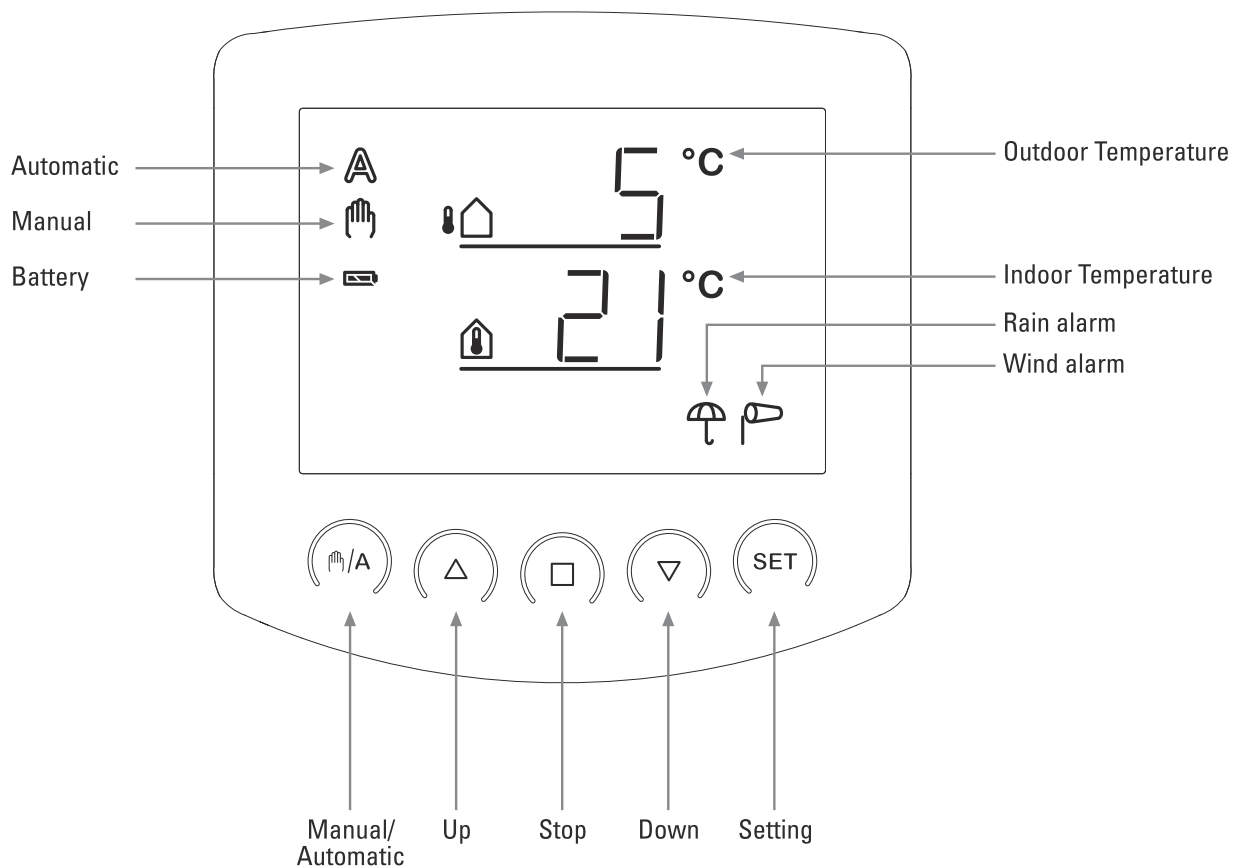 Automatic
Manual
Battery
A
5 °C
21 °C
Outdoor Temperature
Indoor Temperature
Rain alarm
Wind alarm
/A
SET
Manual/
Automatic
Up
Stop
Down
Setting